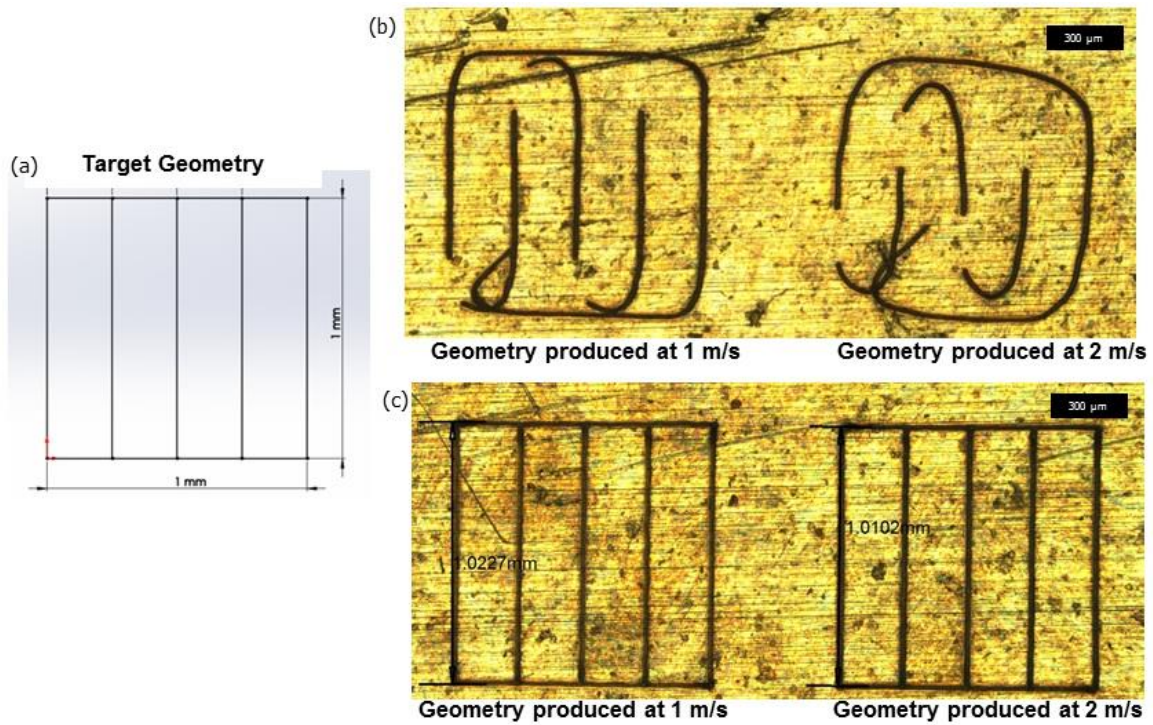 (a)
Target Geometry
1 mm
1 mm
(b)
300 µm
Geometry produced at 1 m/s
Geometry produced at 2 m/s
(c)
300 µm
1.0227mm
1.0102mm
Geometry produced at 1 m/s
Geometry produced at 2 m/s